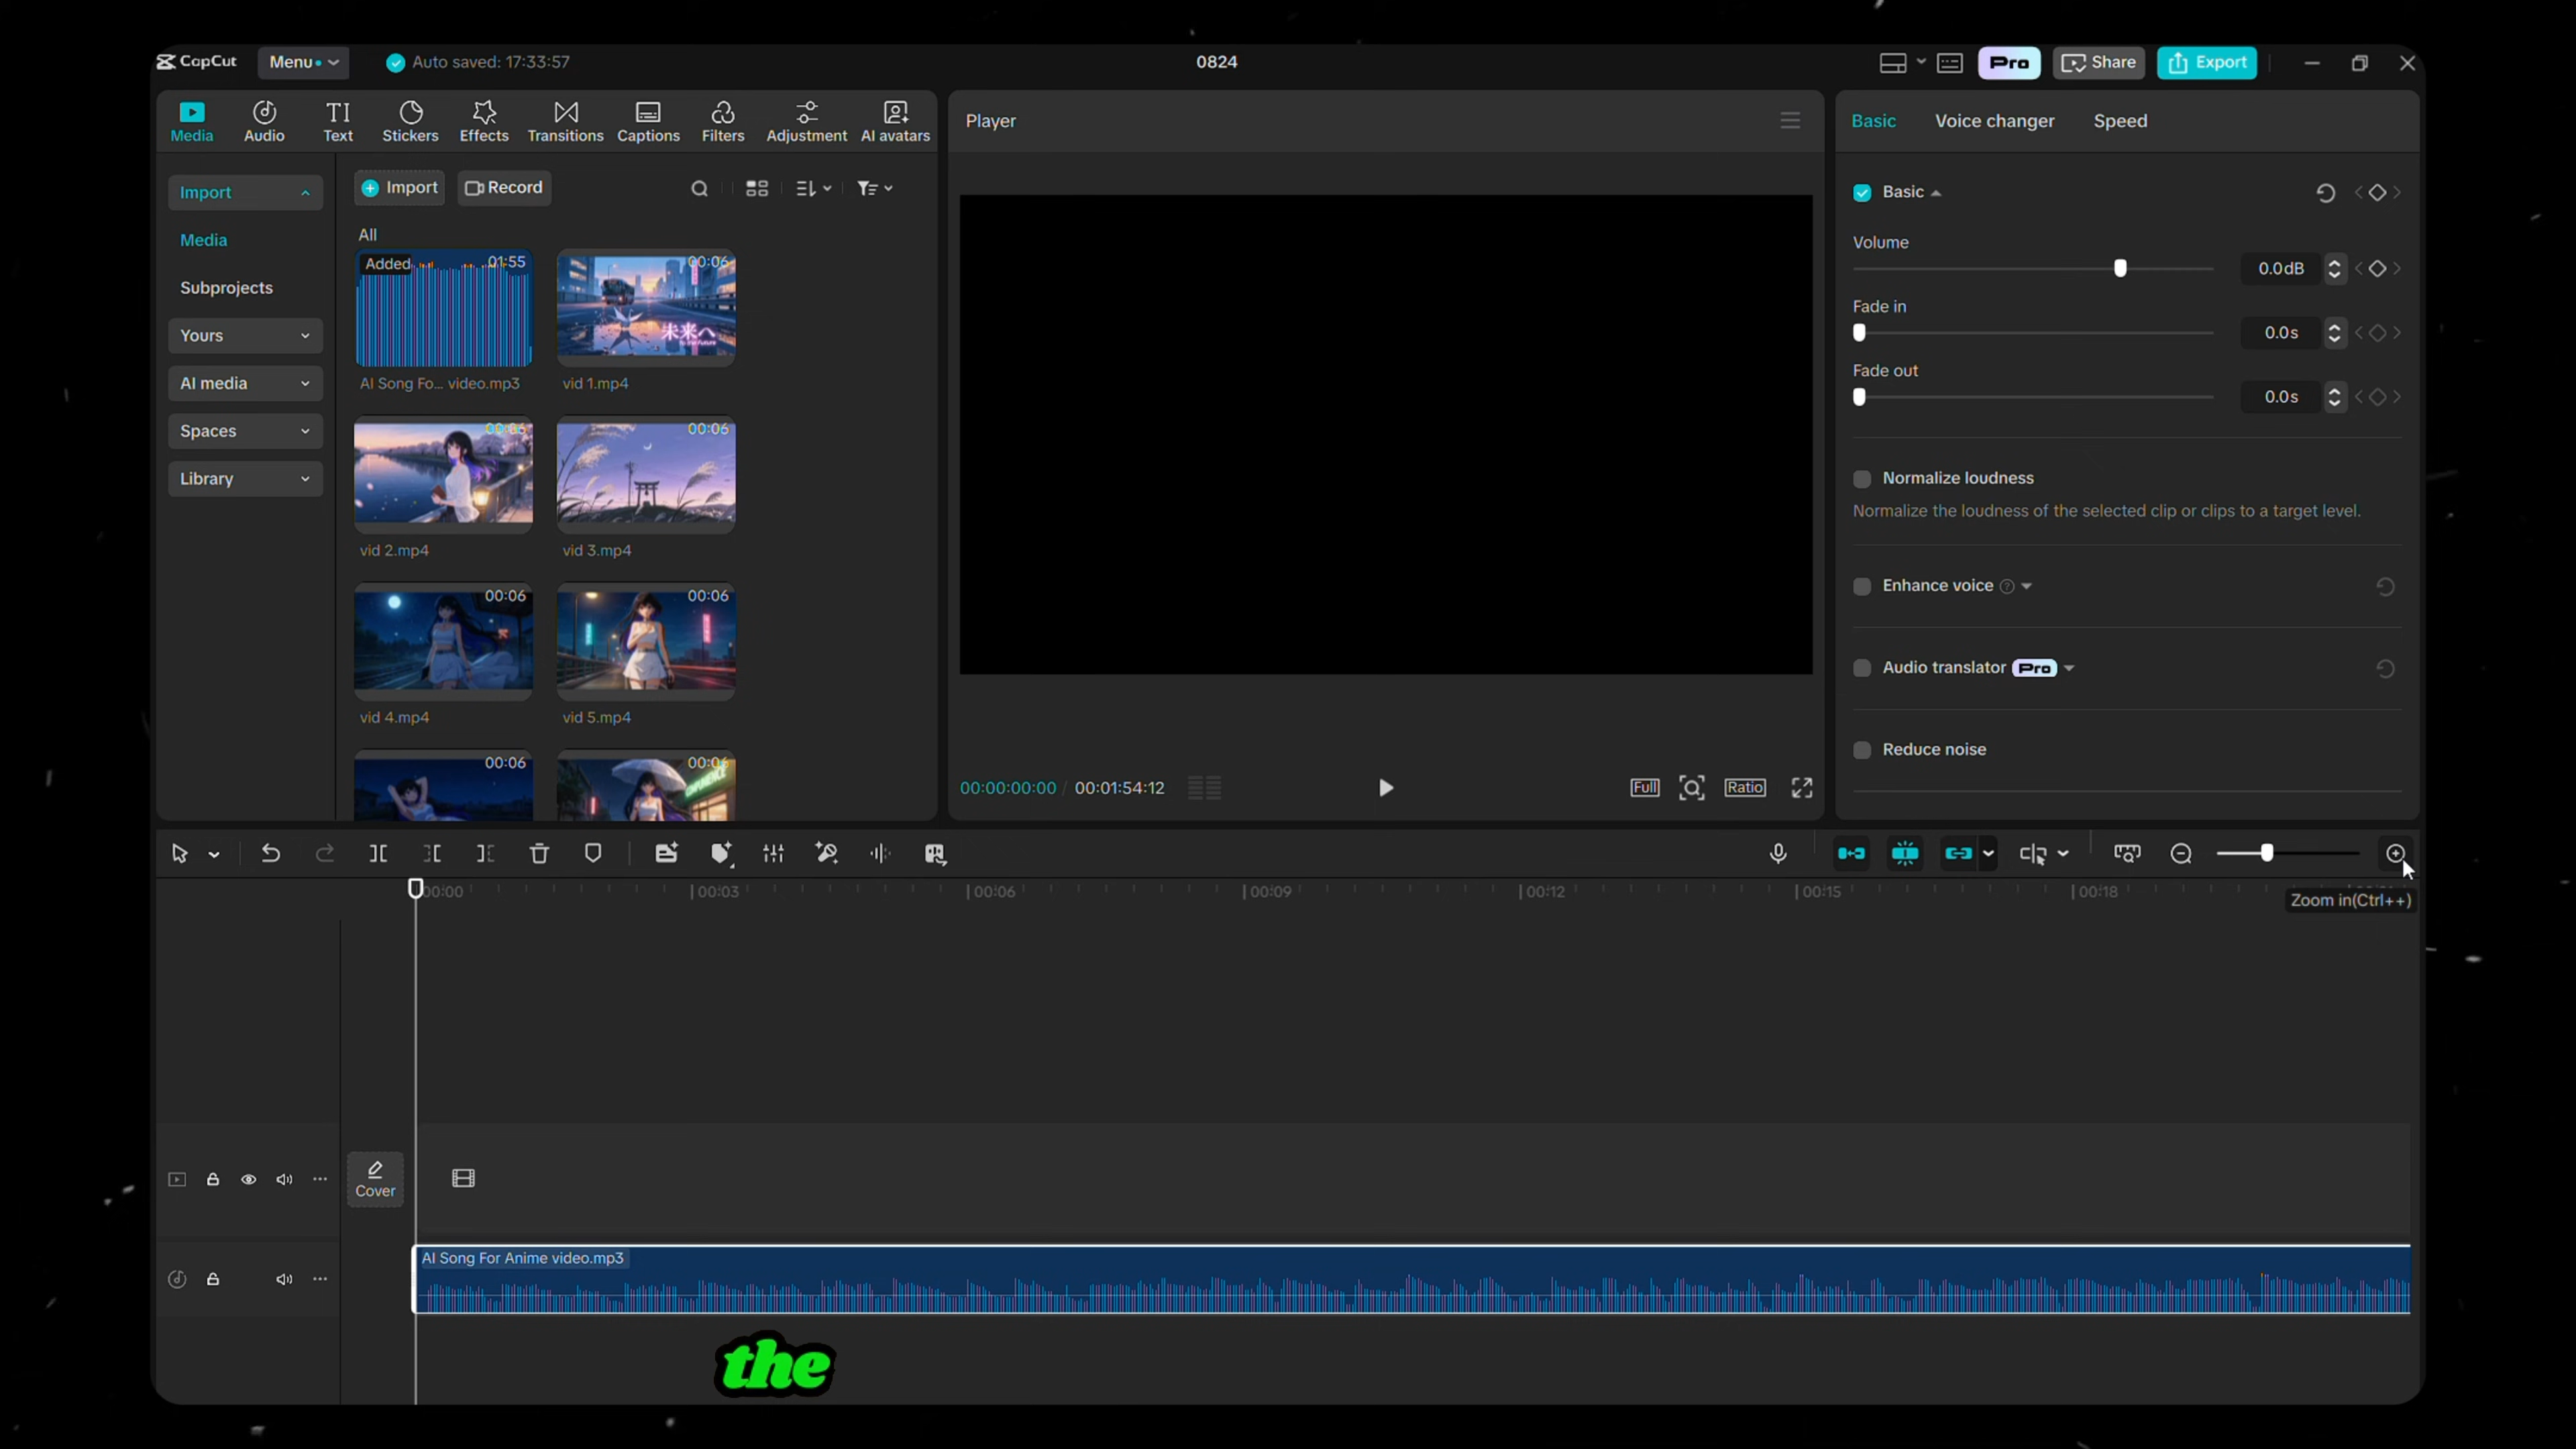 CapCut Menu Auto saved: 17:33:57 0824 Pro Share Export
Media Audio Text Stickers Effects Transitions Captions Filters Adjustment AI avatars
Import
Media
Subprojects
Yours
AI media
Spaces
Library
Import Record
All
Added 01:55 00:06
未来へ
AI Song Fo... video.mp3 vid 1.mp4
00:06 00:06
vid 2.mp4 vid 3.mp4
00:06 00:06
vid 4.mp4 vid 5.mp4
00:06 00:06
Player
00:00:00:00 / 00:01:54:12 Full Ratio
Basic Voice changer Speed
Basic
Volume
0.0dB
Fade in
0.0s
Fade out
0.0s
Normalize loudness
Normalize the loudness of the selected clip or clips to a target level.
Enhance voice
Audio translator Pro
Reduce noise
00:00 00:03 00:06 00:09 00:12 00:15 00:18
Zoom in(Ctrl++)
Cover
AI Song For Anime video.mp3
the